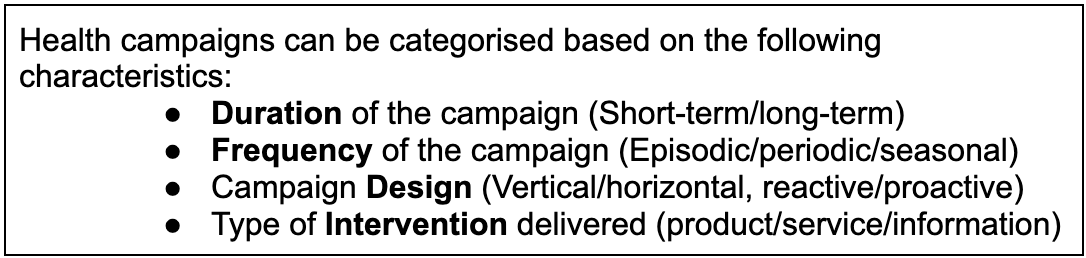 Health campaigns can be categorised based on the following
characteristics:
● Duration of the campaign (Short-term/long-term)
● Frequency of the campaign (Episodic/periodic/seasonal)
● Campaign Design (Vertical/horizontal, reactive/proactive)
● Type of Intervention delivered (product/service/information)